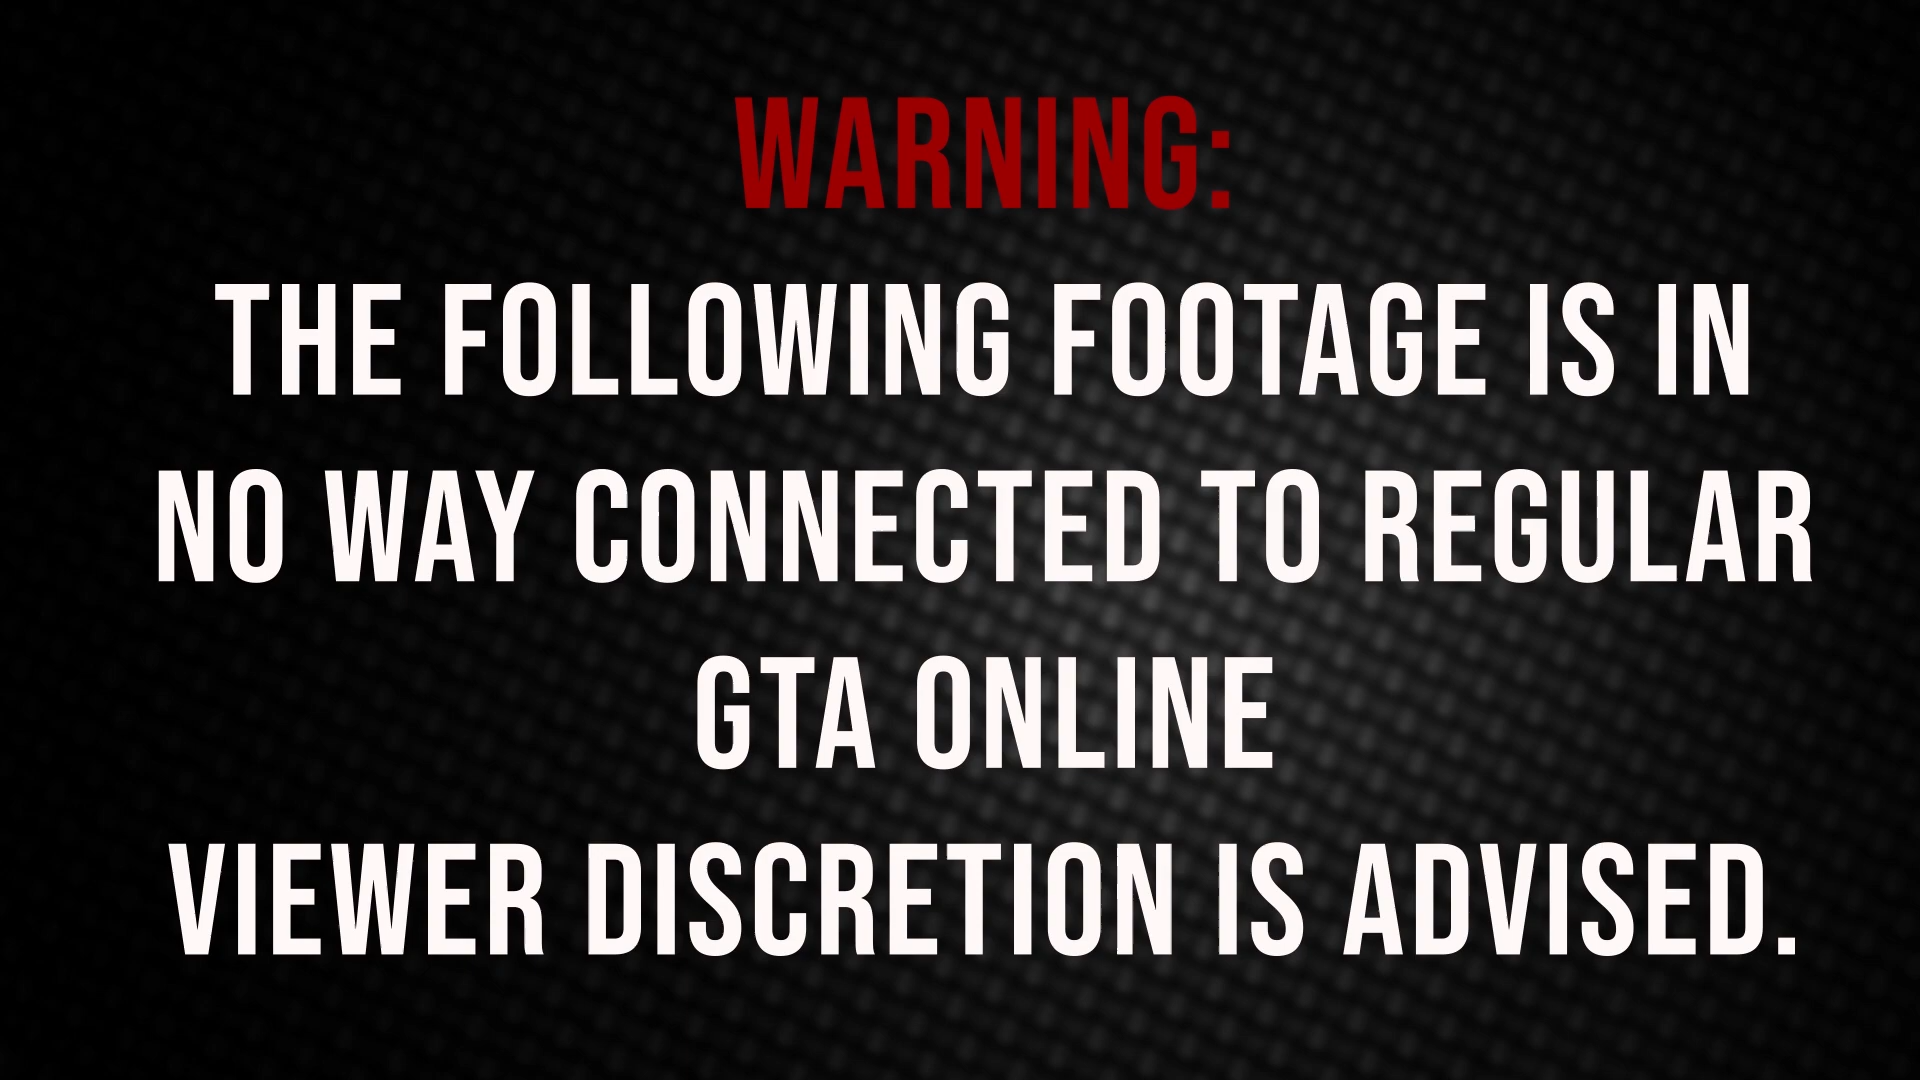 WARNING:
THE FOLLOWING FOOTAGE IS IN
NO WAY CONNECTED TO REGULAR
GTA ONLINE
VIEWER DISCRETION IS ADVISED.